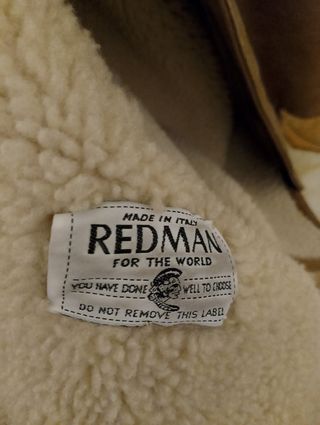 MADE IN ITALY
REDMAN
FOR THE WORLD
YOU HAVE DONE WELL TO CHOOSE
DO NOT REMOVE THIS LABEL